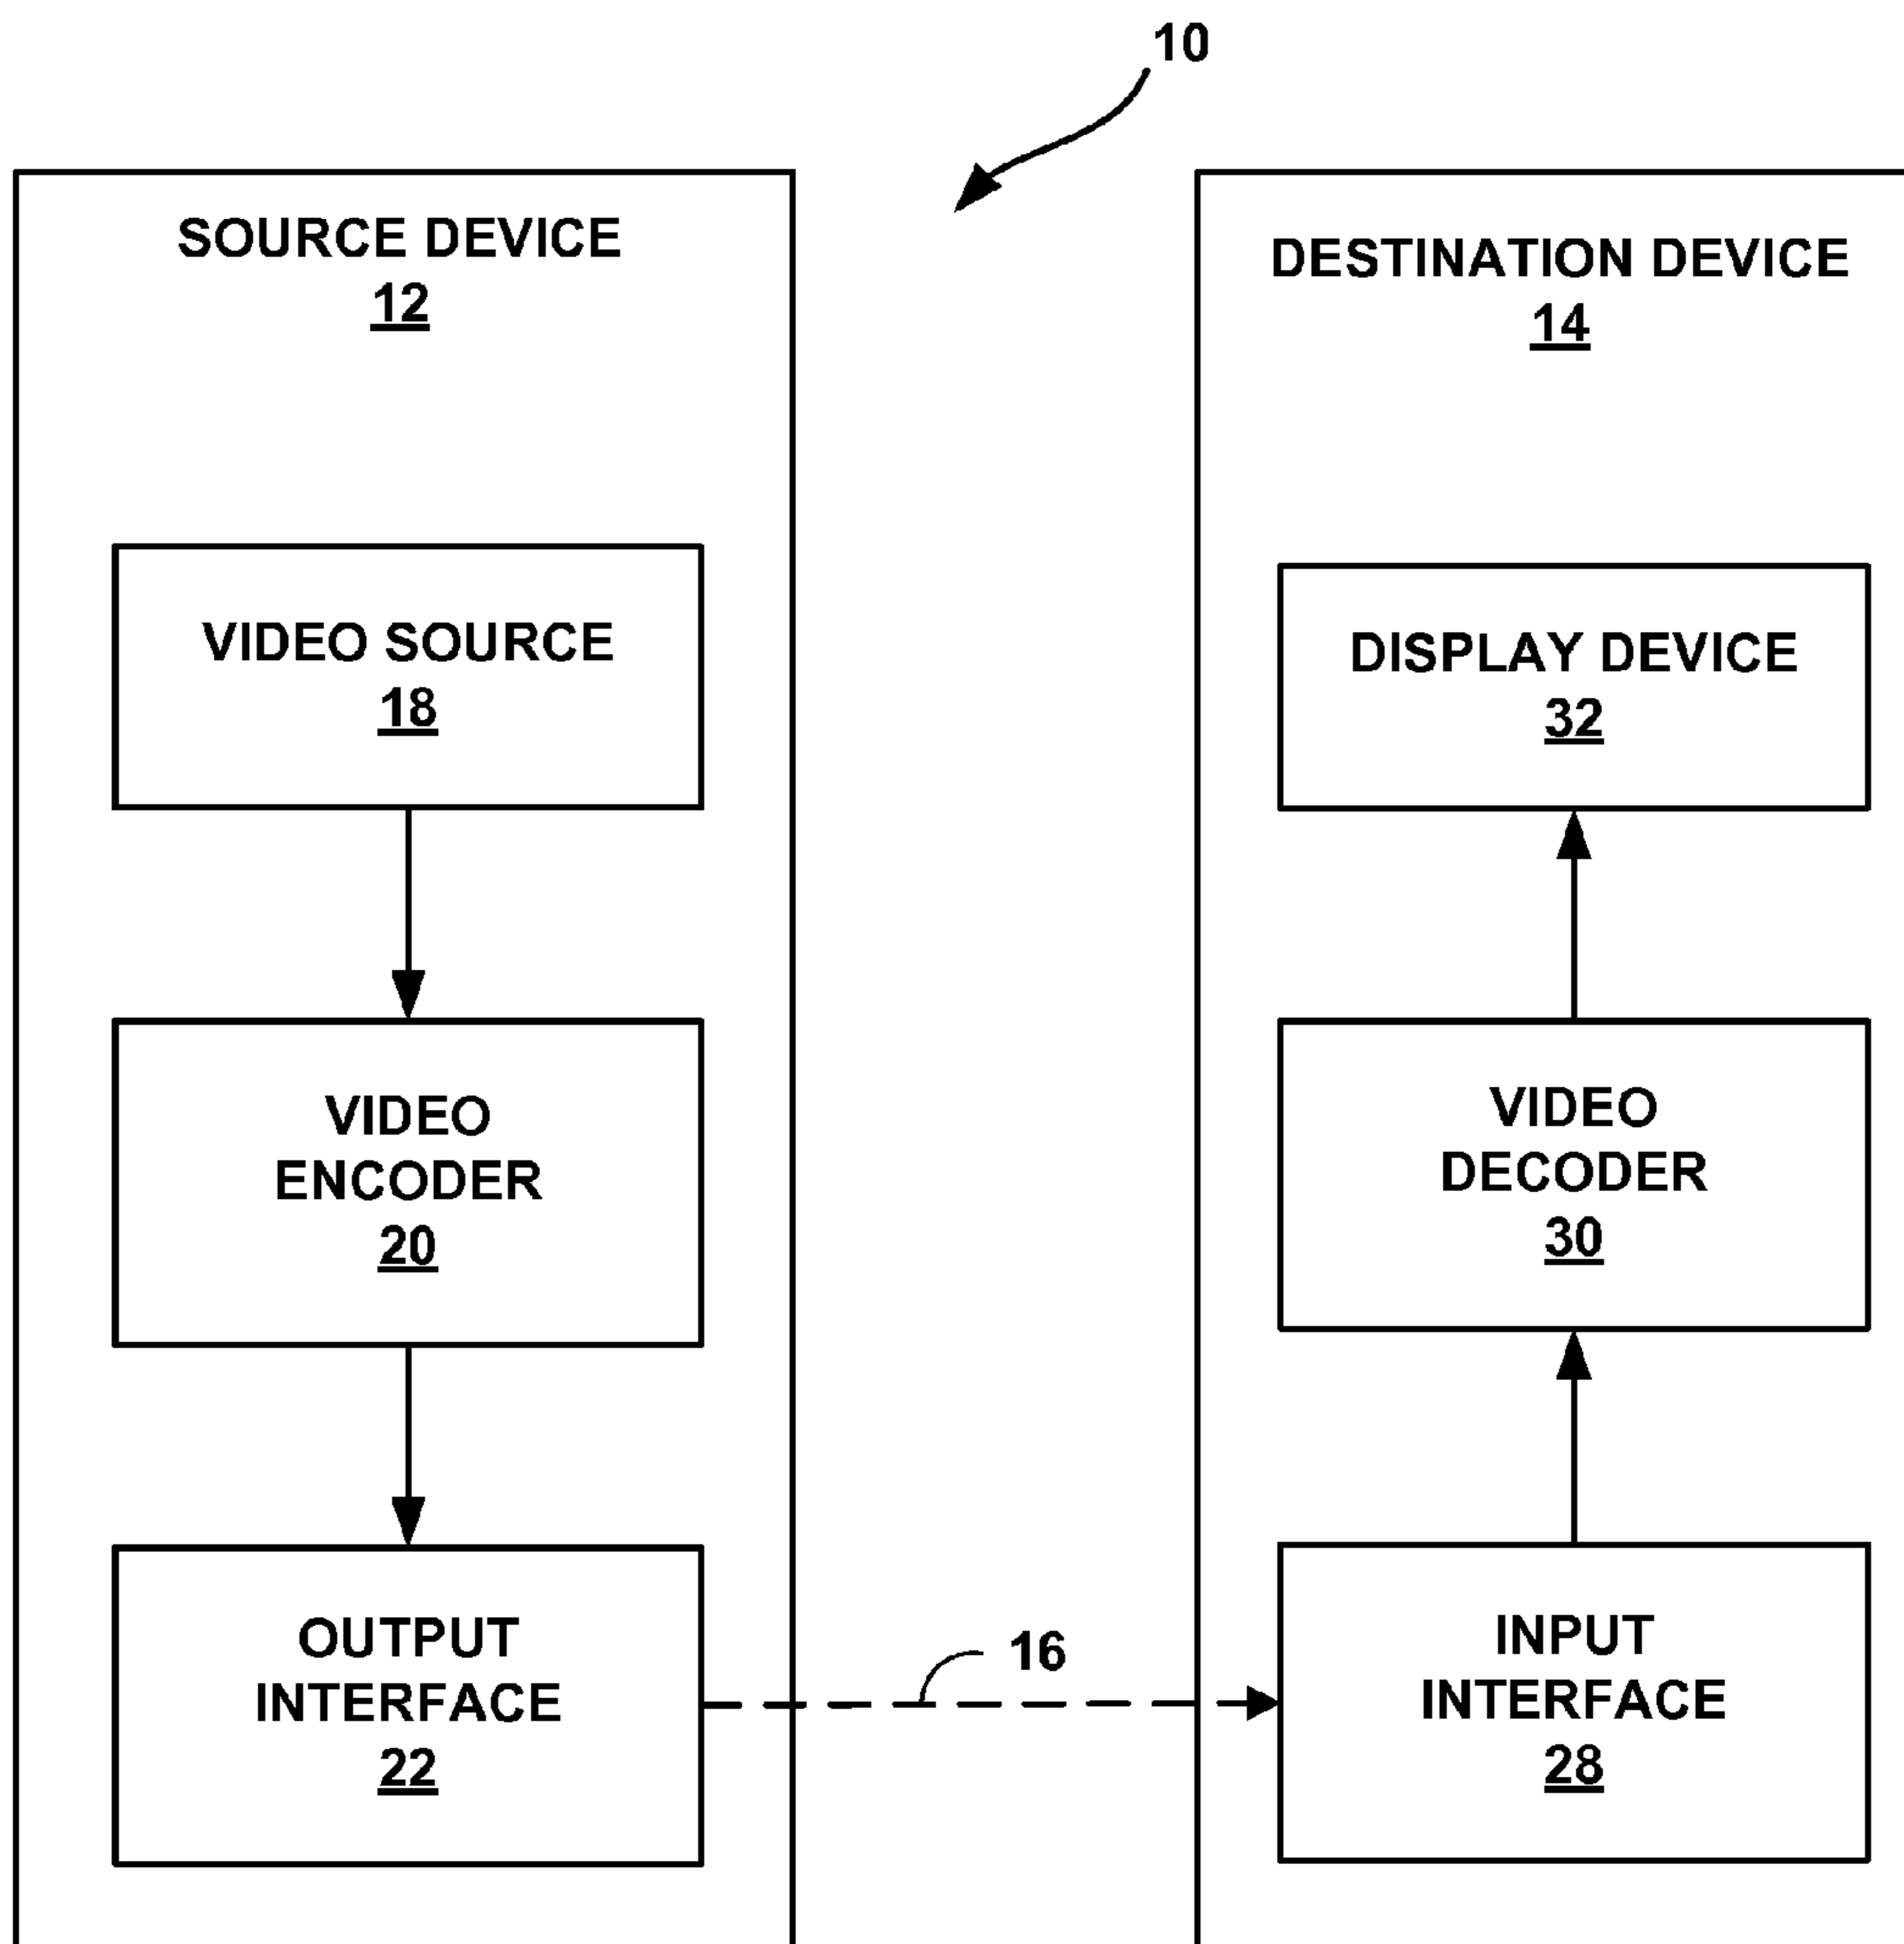 10
SOURCE DEVICE
12
VIDEO SOURCE
18
VIDEO
ENCODER
20
OUTPUT
INTERFACE
22
16
DESTINATION DEVICE
14
DISPLAY DEVICE
32
VIDEO
DECODER
30
INPUT
INTERFACE
28